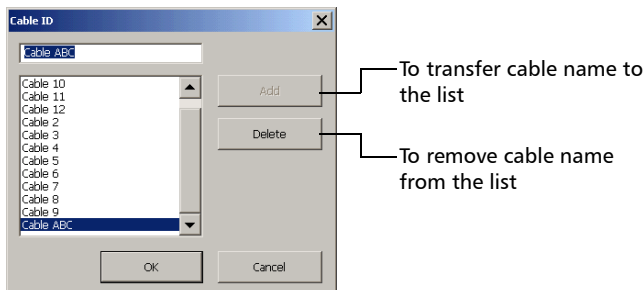 Cable ID
Cable ABC
Cable 10
Cable 11
Cable 12
Cable 2
Cable 3
Cable 4
Cable 5
Cable 6
Cable 7
Cable 8
Cable 9
Cable ABC
Add
Delete
OK
Cancel
To transfer cable name to
the list
To remove cable name
from the list